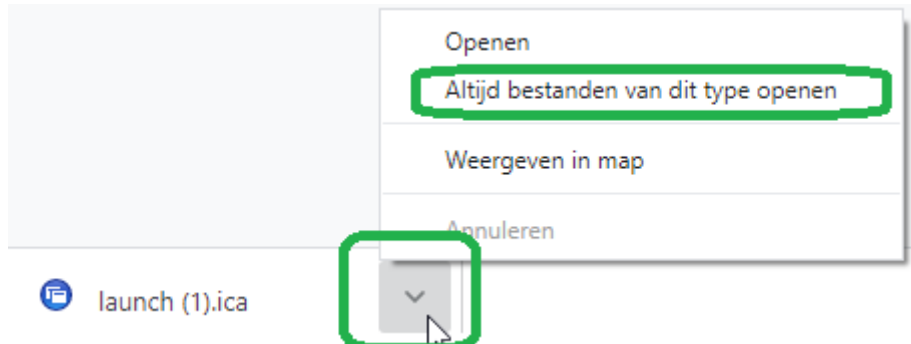 Openen
Altijd bestanden van dit type openen
Weergeven in map
Annuleren
launch (1).ica